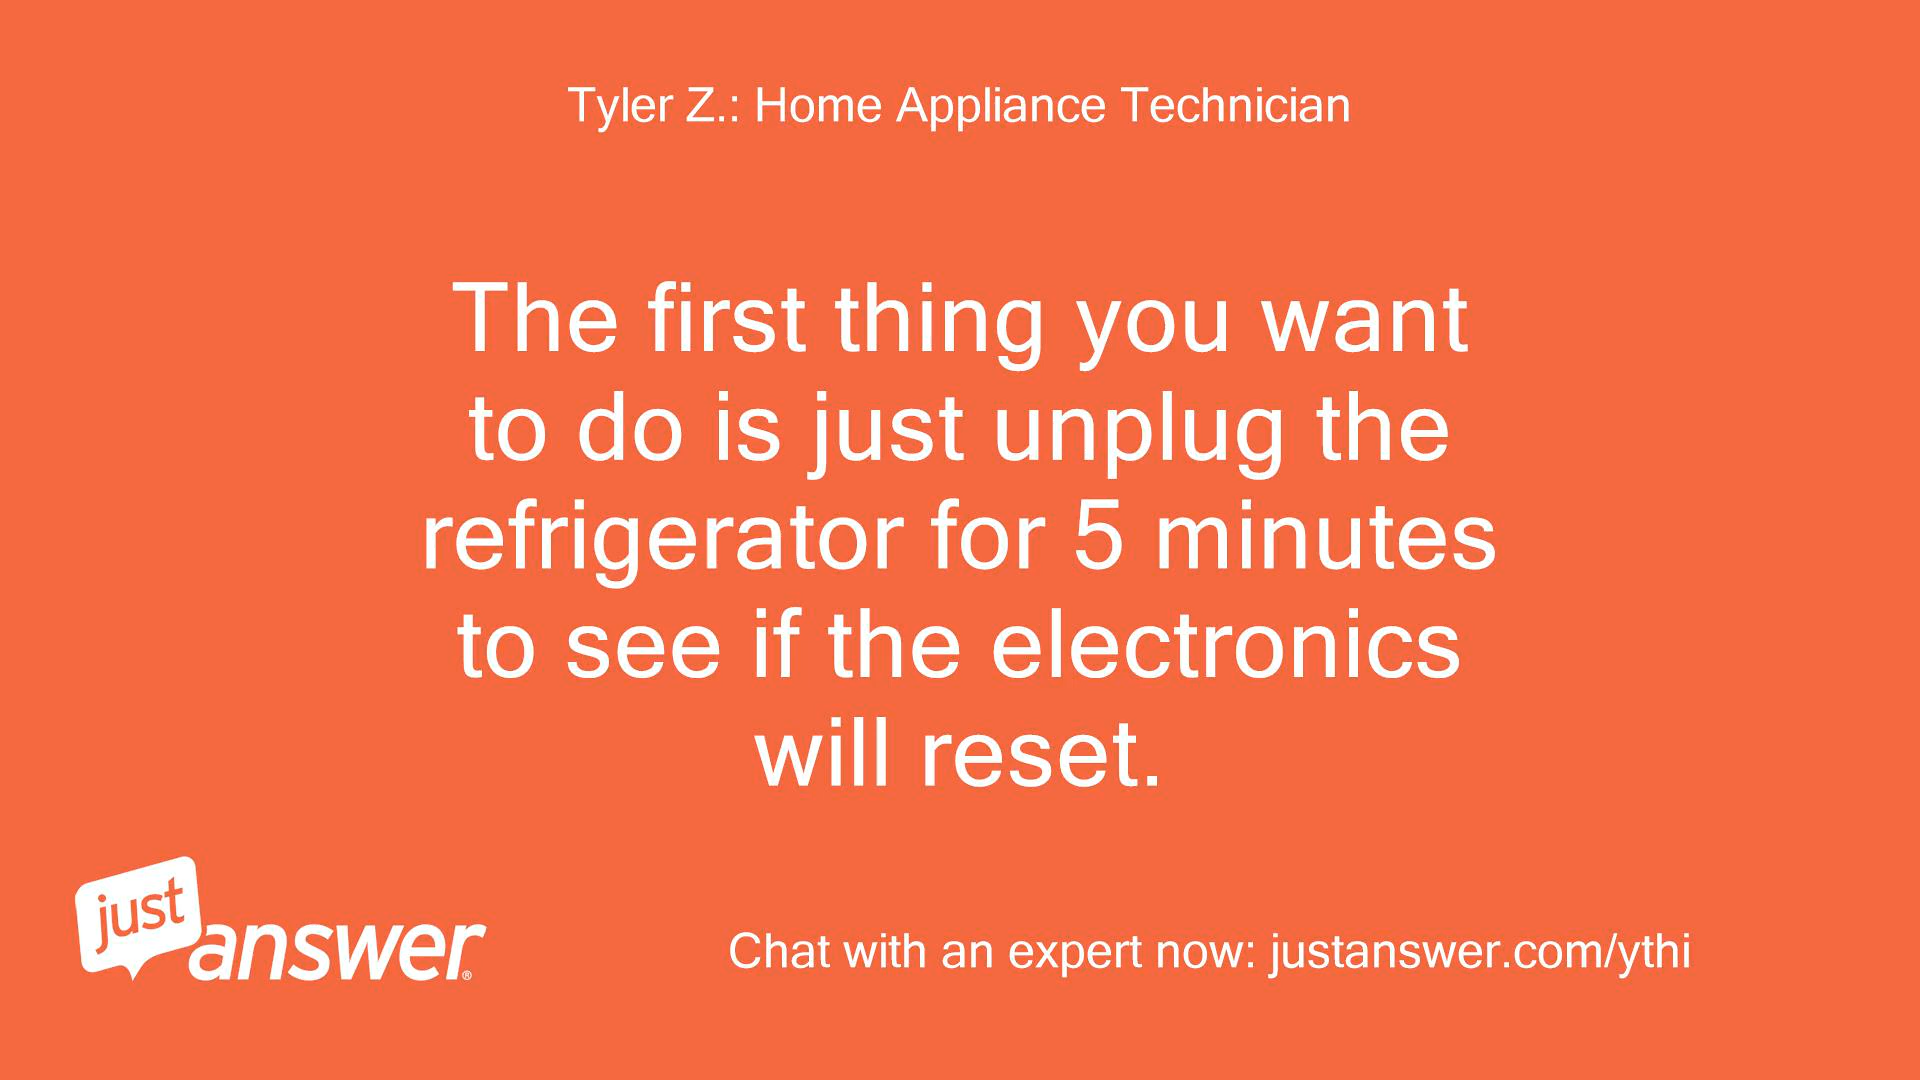 Tyler Z.: Home Appliance Technician
The first thing you want
to do is just unplug the
refrigerator for 5 minutes
to see if the electronics
will reset.
just
answer®
Chat with an expert now: justanswer.com/ythi